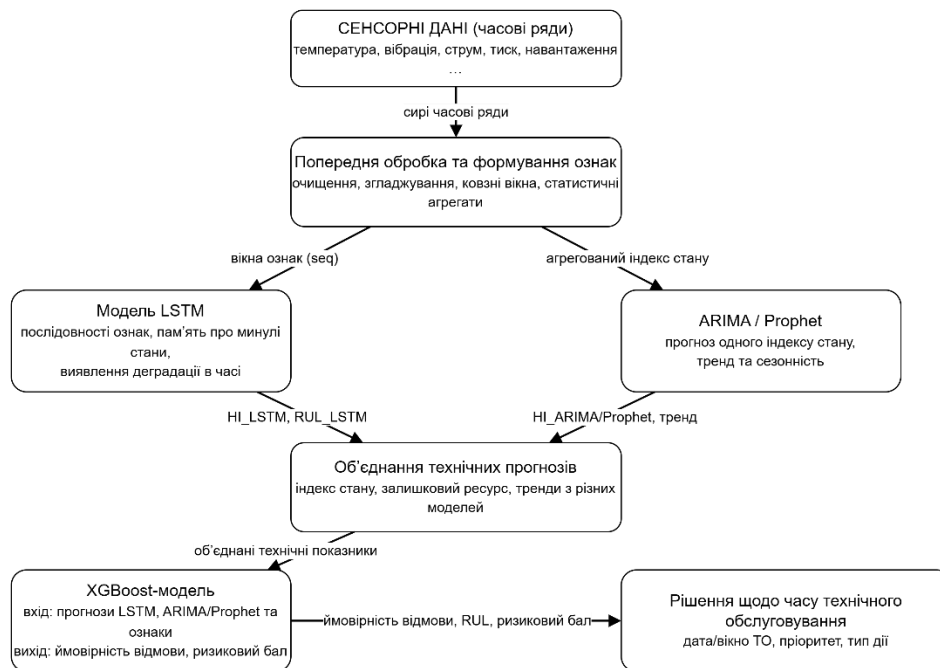 СЕНСОРНІ ДАНІ (часові ряди)
температура, вібрація, струм, тиск, навантаження
...
сирі часові ряди
Попередня обробка та формування ознак
очищення, згладжування, ковзні вікна, статистичні
агрегати
вікна ознак (seq)
агрегований індекс стану
Модель LSTM
послідовності ознак, пам’ять про минулі
стани,
виявлення деградації в часі
ARIMA / Prophet
прогноз одного індексу стану,
тренд та сезонність
HI_LSTM, RUL_LSTM
HI_ARIMA/Prophet, тренд
Об’єднання технічних прогнозів
індекс стану, залишковий ресурс, тренди з різних
моделей
об’єднані технічні показники
XGBoost-модель
вхід: прогнози LSTM, ARIMA/Prophet та
ознаки
вихід: ймовірність відмови, ризиковий бал
ймовірність відмови, RUL, ризиковий бал
Рішення щодо часу технічного
обслуговування
дата/вікно ТО, пріоритет, тип дії